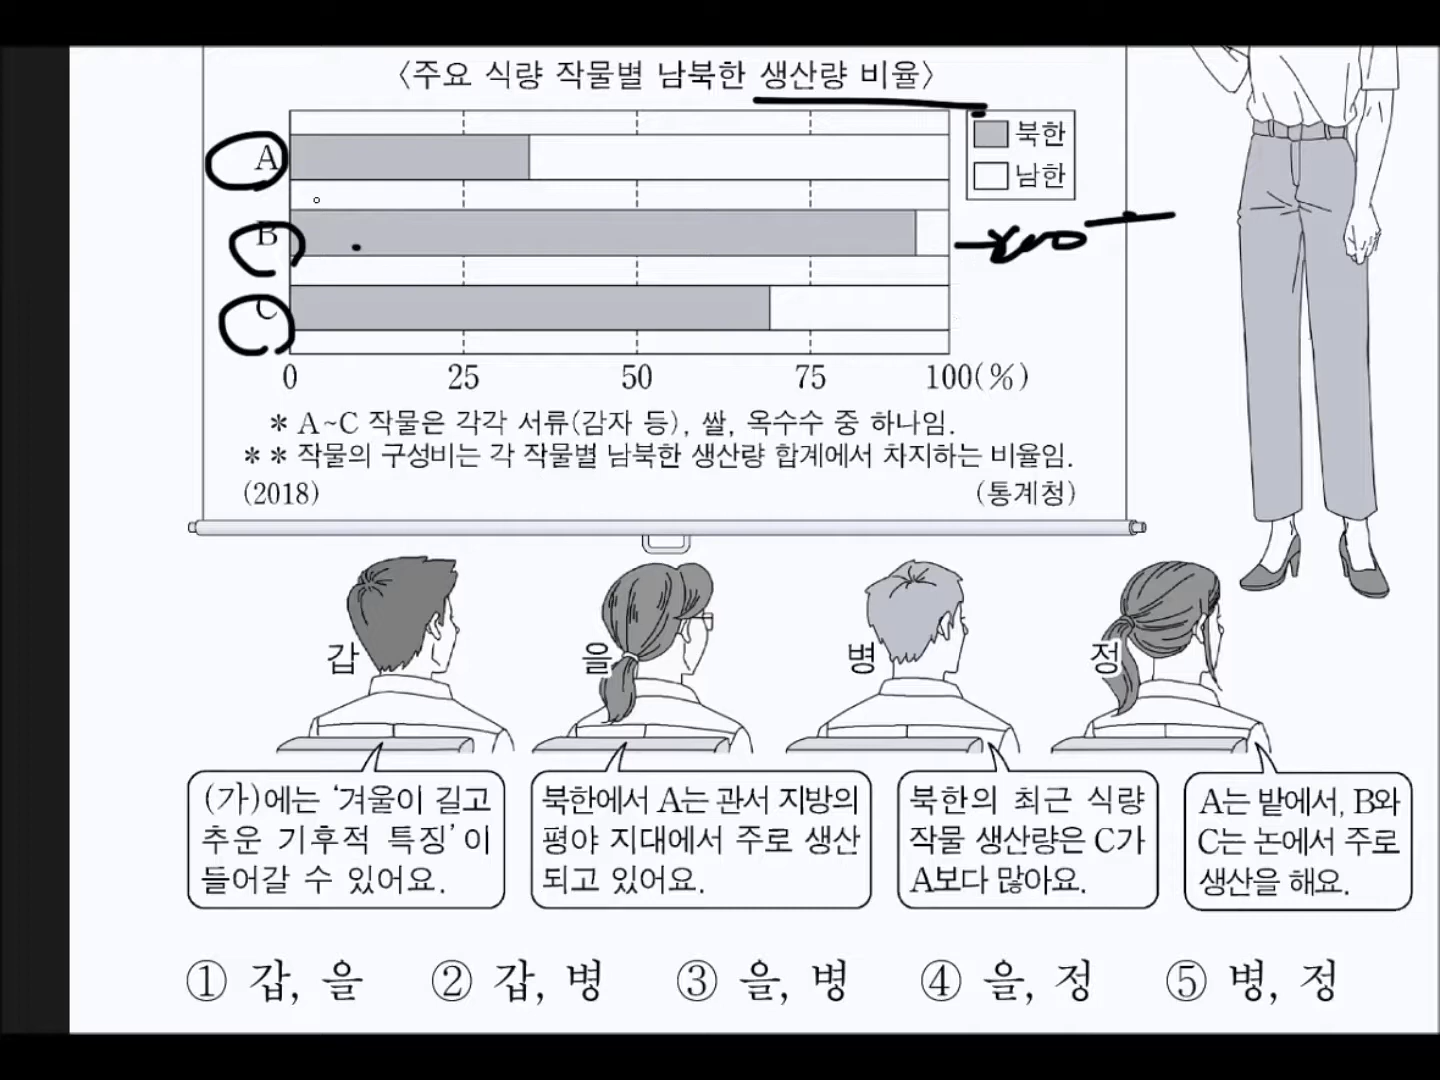 〈주요 식량 작물별 남북한 생산량 비율〉
북한
남한
A
B
C
0 25 50 75 100(%)
* A~C 작물은 각각 서류(감자 등), 쌀, 옥수수 중 하나임.
** 작물의 구성비는 각 작물별 남북한 생산량 합계에서 차지하는 비율임.
(2018) (통계청)
갑 을 병 정
(가)에는 ‘겨울이 길고
추운 기후적 특징’이
들어갈 수 있어요.
북한에서 A는 관서 지방의
평야 지대에서 주로 생산
되고 있어요.
북한의 최근 식량
작물 생산량은 C가
A보다 많아요.
A는 밭에서, B와
C는 논에서 주로
생산을 해요.
① 갑, 을 ② 갑, 병 ③ 을, 병 ④ 을, 정 ⑤ 병, 정